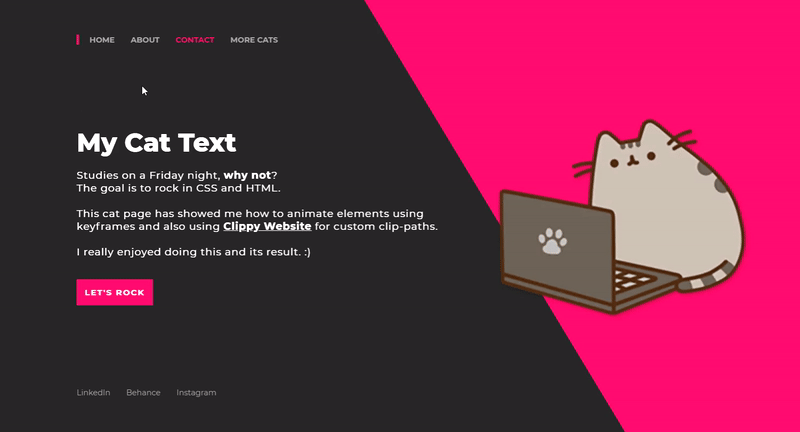 HOME ABOUT CONTACT MORE CATS
My Cat Text
Studies on a Friday night, why not?
The goal is to rock in CSS and HTML.
This cat page has showed me how to animate elements using
keyframes and also using Clippy Website for custom clip-paths.
I really enjoyed doing this and its result. :)
LET'S ROCK
LinkedIn Behance Instagram